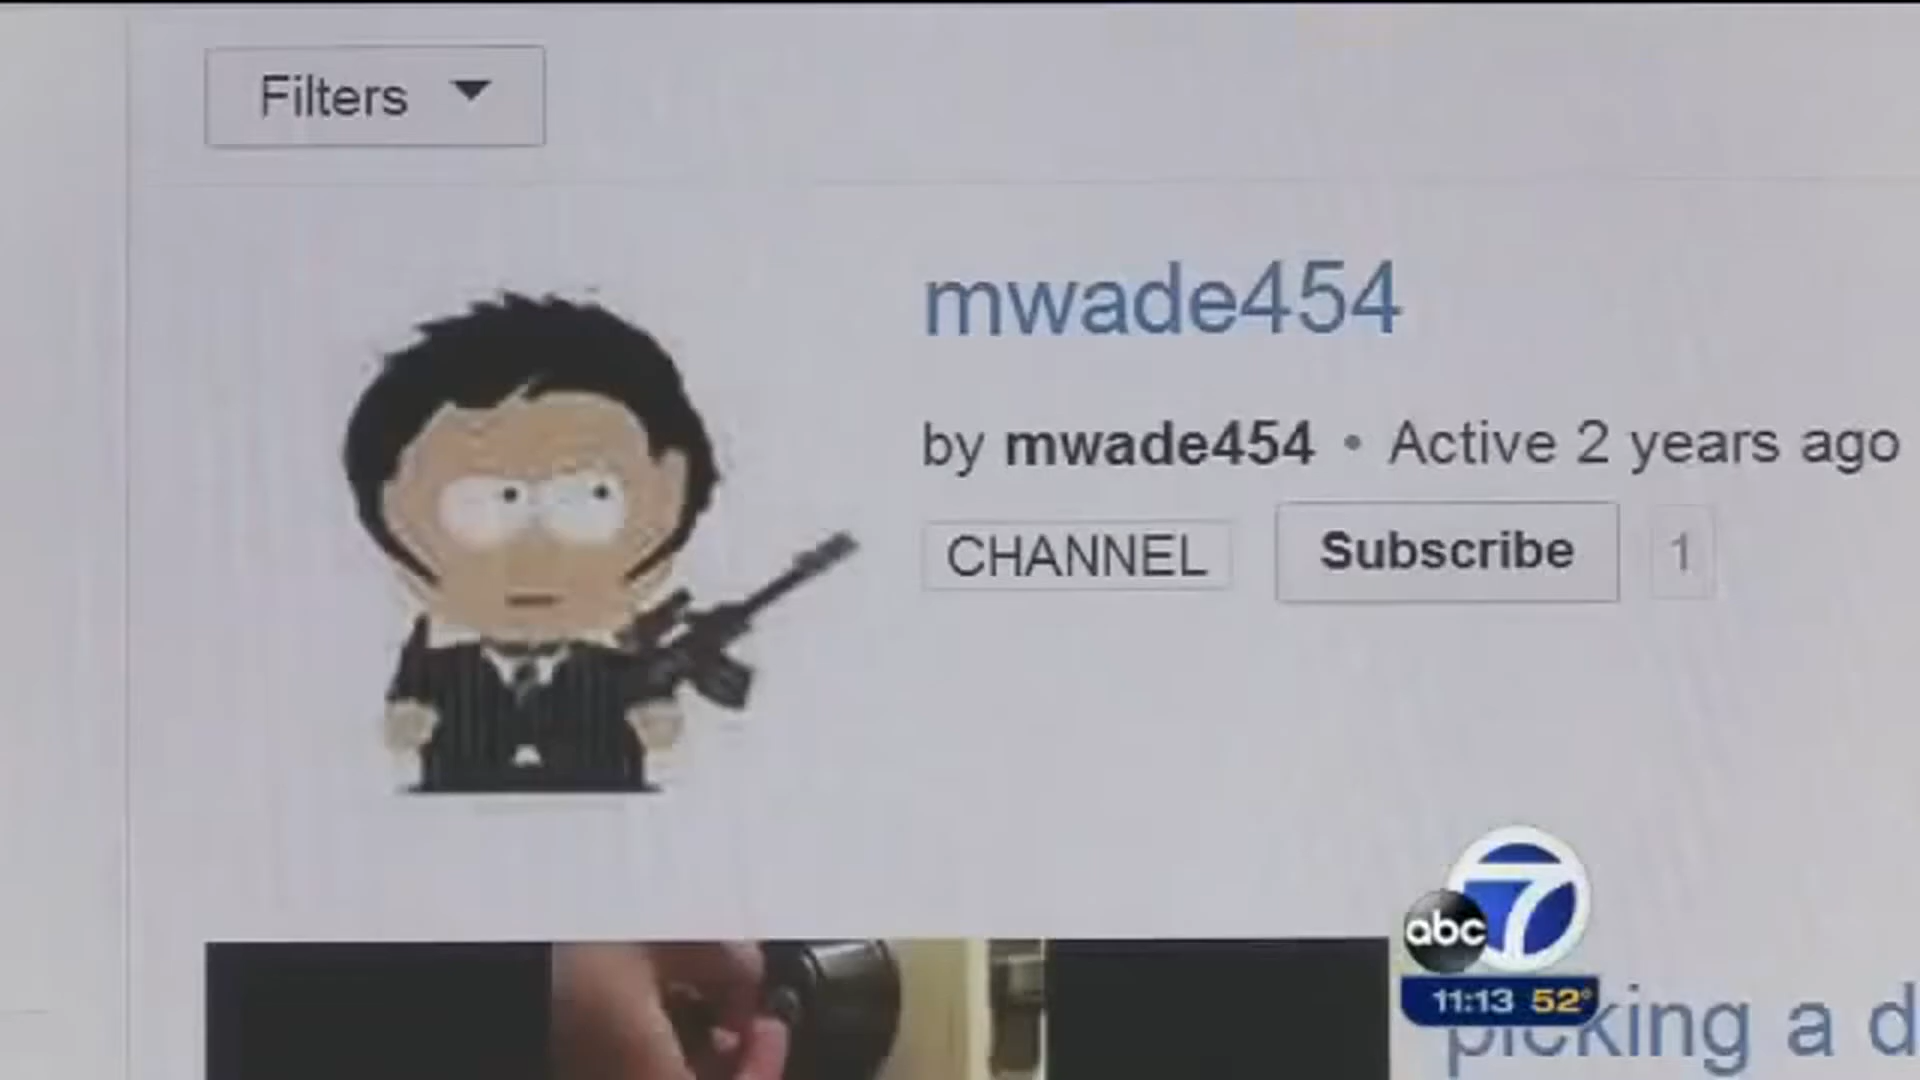 Filters
mwade454
by mwade454 • Active 2 years ago
CHANNEL Subscribe 1
abc 7
11:13 52°
picking a d